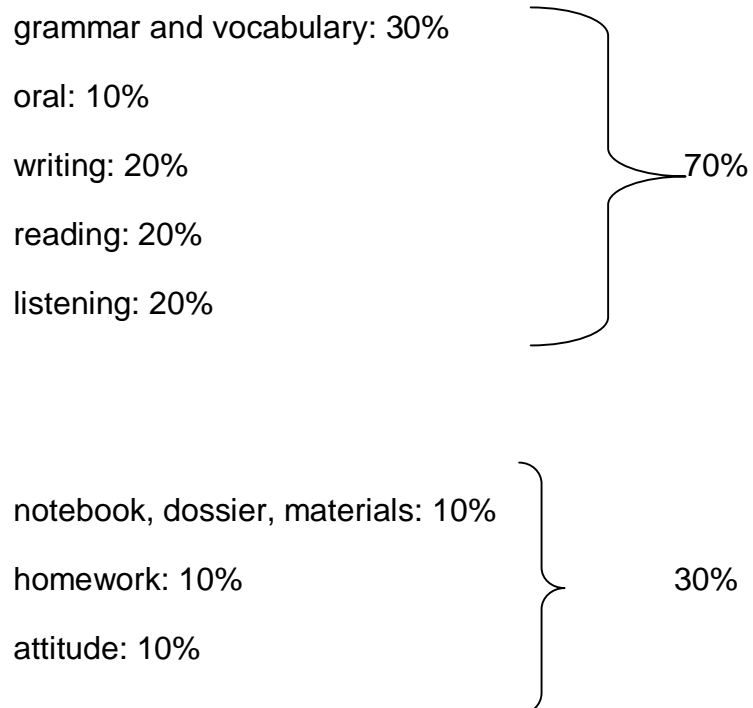 grammar and vocabulary: 30%
oral: 10%
writing: 20%
70%
reading: 20%
listening: 20%
notebook, dossier, materials: 10%
homework: 10%
30%
attitude: 10%